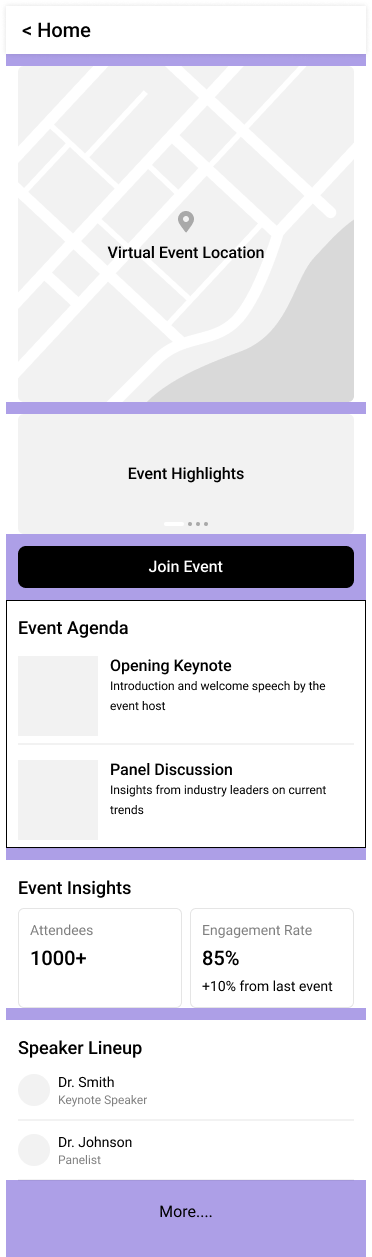 < Home
Virtual Event Location
Event Highlights
Join Event
Event Agenda
Opening Keynote
Introduction and welcome speech by the
event host
Panel Discussion
Insights from industry leaders on current
trends
Event Insights
Attendees
1000+
Engagement Rate
85%
+10% from last event
Speaker Lineup
Dr. Smith
Keynote Speaker
Dr. Johnson
Panelist
More....